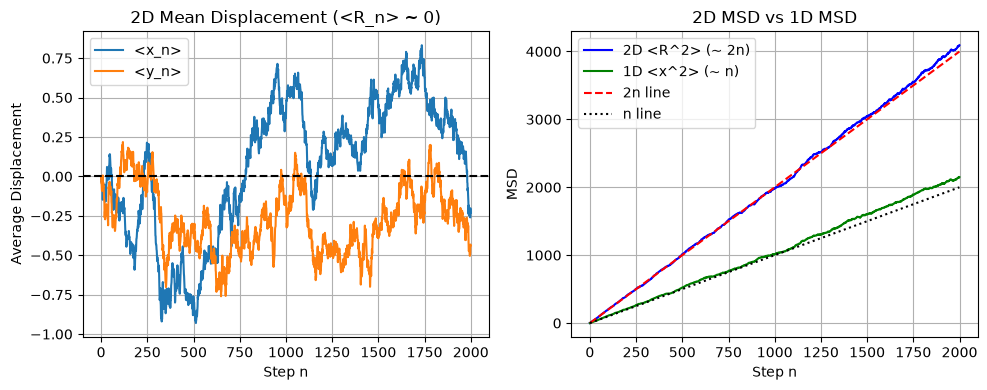 2D Mean Displacement (<R_n> ~ 0)
<x_n>
<y_n>
Average Displacement
0.75
0.50
0.25
0.00
−0.25
−0.50
−0.75
−1.00
0 250 500 750 1000 1250 1500 1750 2000
Step n
2D MSD vs 1D MSD
2D <R^2> (~ 2n)
1D <x^2> (~ n)
2n line
n line
MSD
4000
3000
2000
1000
0
0 250 500 750 1000 1250 1500 1750 2000
Step n